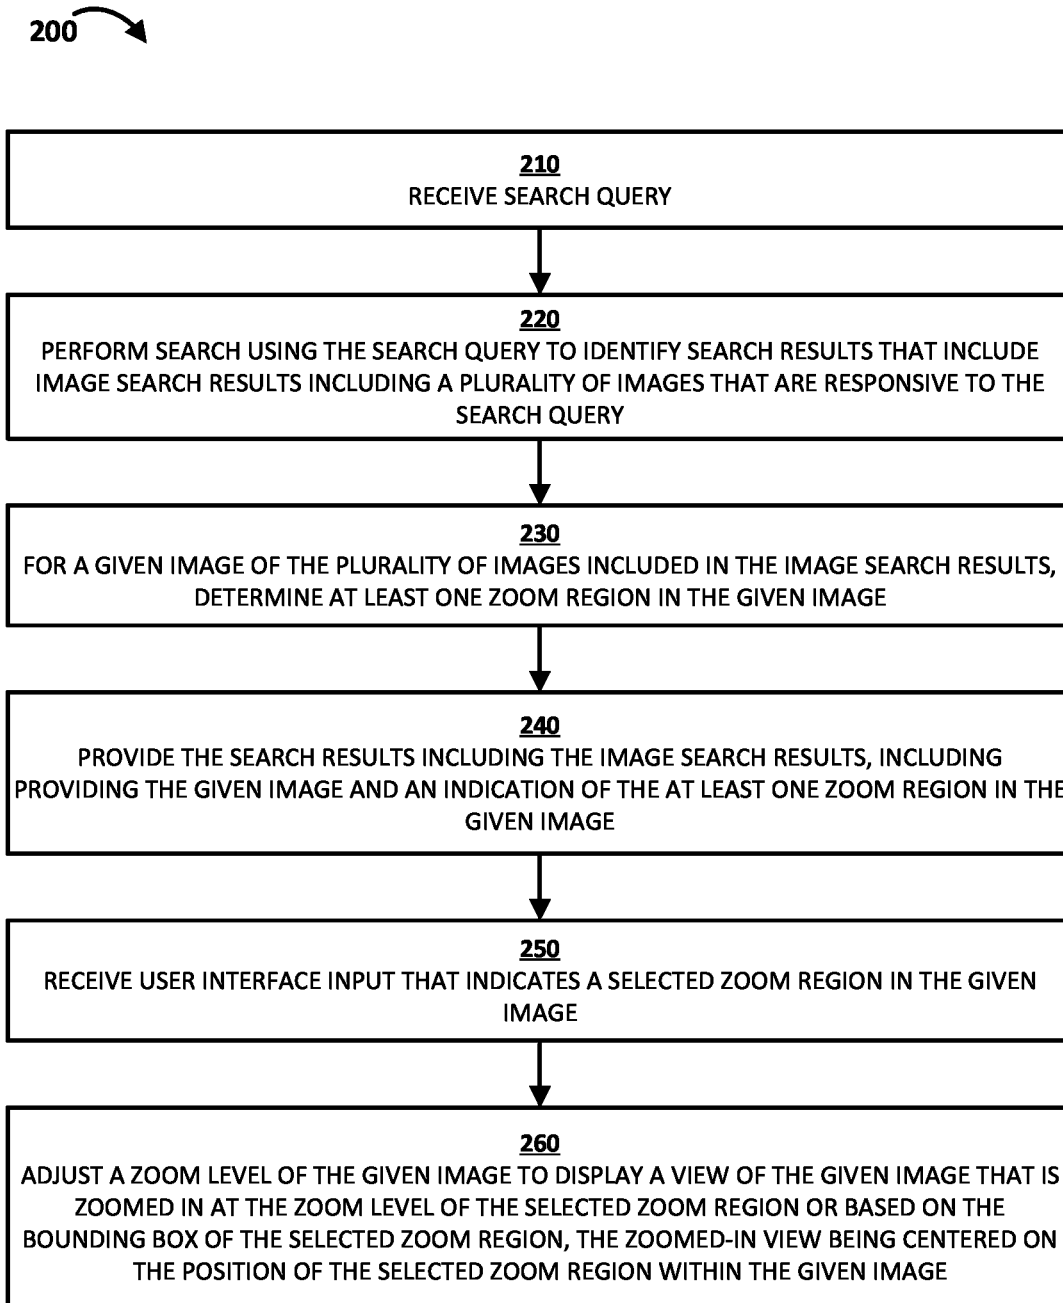 200
210
RECEIVE SEARCH QUERY
220
PERFORM SEARCH USING THE SEARCH QUERY TO IDENTIFY SEARCH RESULTS THAT INCLUDE
IMAGE SEARCH RESULTS INCLUDING A PLURALITY OF IMAGES THAT ARE RESPONSIVE TO THE
SEARCH QUERY
230
FOR A GIVEN IMAGE OF THE PLURALITY OF IMAGES INCLUDED IN THE IMAGE SEARCH RESULTS,
DETERMINE AT LEAST ONE ZOOM REGION IN THE GIVEN IMAGE
240
PROVIDE THE SEARCH RESULTS INCLUDING THE IMAGE SEARCH RESULTS, INCLUDING
PROVIDING THE GIVEN IMAGE AND AN INDICATION OF THE AT LEAST ONE ZOOM REGION IN THE
GIVEN IMAGE
250
RECEIVE USER INTERFACE INPUT THAT INDICATES A SELECTED ZOOM REGION IN THE GIVEN
IMAGE
260
ADJUST A ZOOM LEVEL OF THE GIVEN IMAGE TO DISPLAY A VIEW OF THE GIVEN IMAGE THAT IS
ZOOMED IN AT THE ZOOM LEVEL OF THE SELECTED ZOOM REGION OR BASED ON THE
BOUNDING BOX OF THE SELECTED ZOOM REGION, THE ZOOMED-IN VIEW BEING CENTERED ON
THE POSITION OF THE SELECTED ZOOM REGION WITHIN THE GIVEN IMAGE